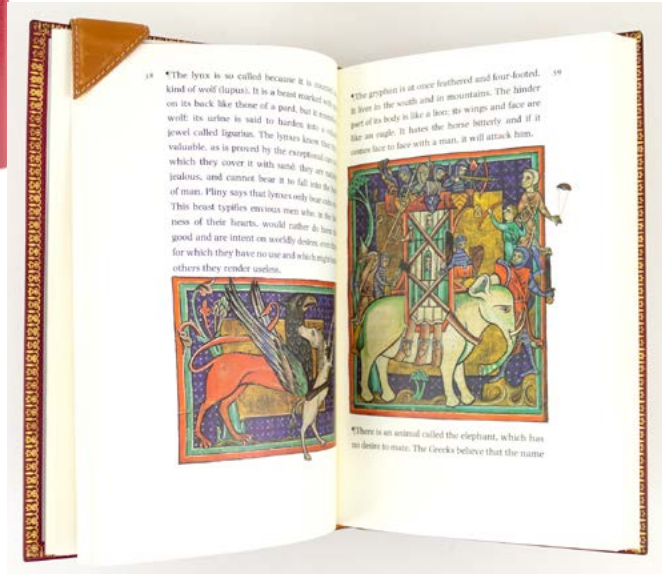 38
¶The lynx is so called because it is
kind of wolf (lupus). It is a beast marked with
on its back like those of a pard, but it
wolf: its urine is said to harden into a
jewel called ligurius. The lynxes know that
valuable, as is proved by the exceptional
which they cover it with sand: they are
jealous, and cannot bear it to fall into the
of man. Pliny says that lynxes only bear
This beast typifies envious men who, in the
ness of their hearts, would rather do
good and are intent on worldly desires, even
for which they have no use and which might
others they render useless.
39
¶The gryphon is at once feathered and four-footed.
It lives in the south and in mountains. The hinder
part of its body is like a lion: its wings and face are
like an eagle. It hates the horse bitterly and if it
comes face to face with a man, it will attack him.
¶There is an animal called the elephant, which has
no desire to mate. The Greeks believe that the name